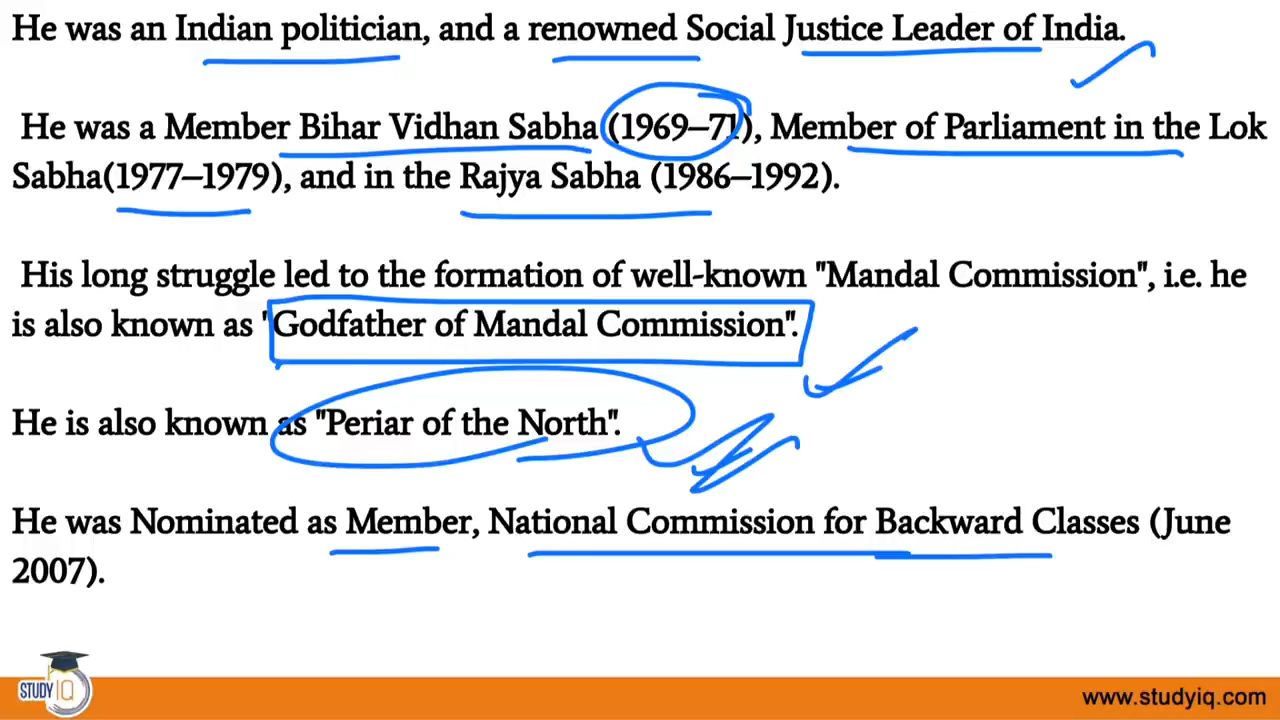 He was an Indian politician, and a renowned Social Justice Leader of India.
He was a Member Bihar Vidhan Sabha (1969–71), Member of Parliament in the Lok
Sabha(1977–1979), and in the Rajya Sabha (1986–1992).
His long struggle led to the formation of well-known "Mandal Commission", i.e. he
is also known as "Godfather of Mandal Commission".
He is also known as "Periar of the North".
He was Nominated as Member, National Commission for Backward Classes (June
2007).
STUDY IQ
www.studyiq.com